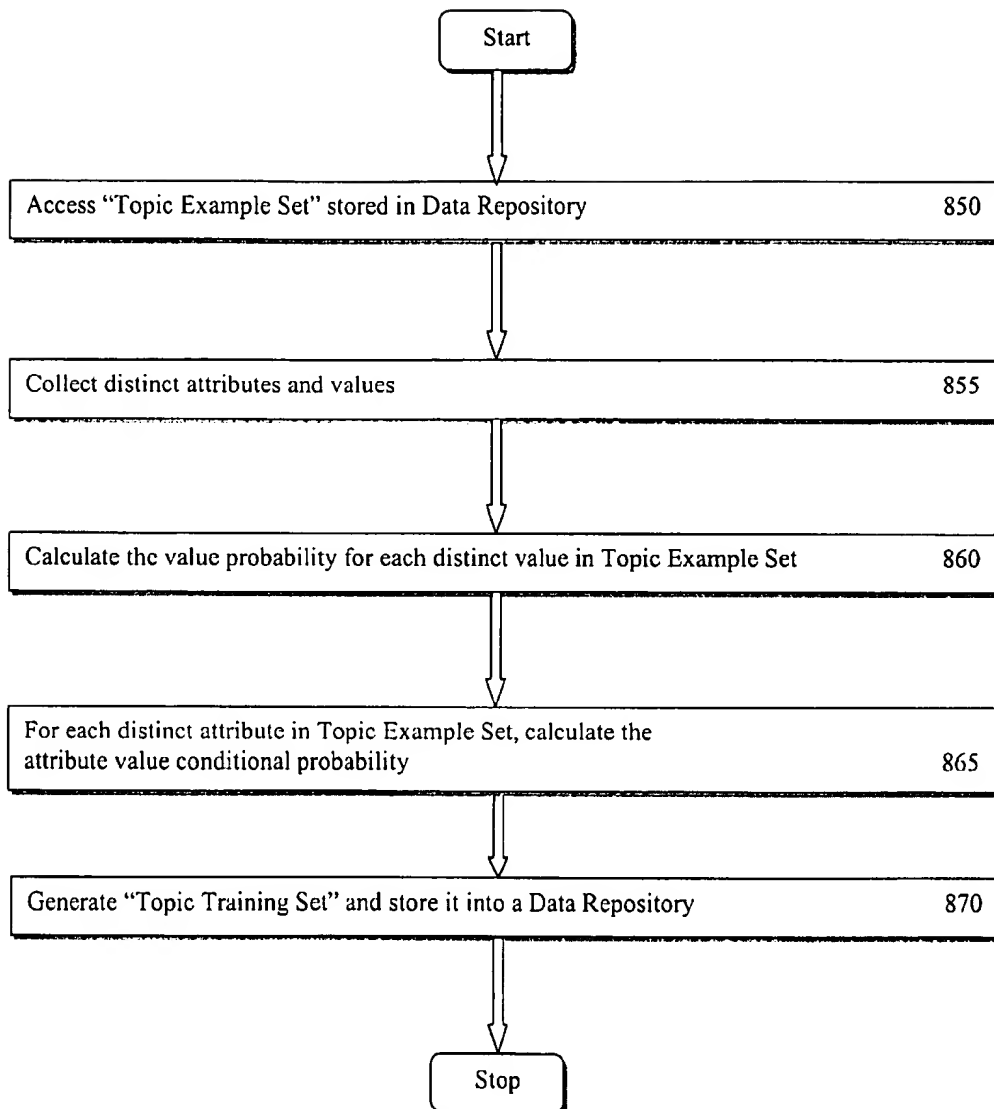 Start
Access “Topic Example Set” stored in Data Repository 850
Collect distinct attributes and values 855
Calculate the value probability for each distinct value in Topic Example Set 860
For each distinct attribute in Topic Example Set, calculate the
attribute value conditional probability 865
Generate “Topic Training Set” and store it into a Data Repository 870
Stop